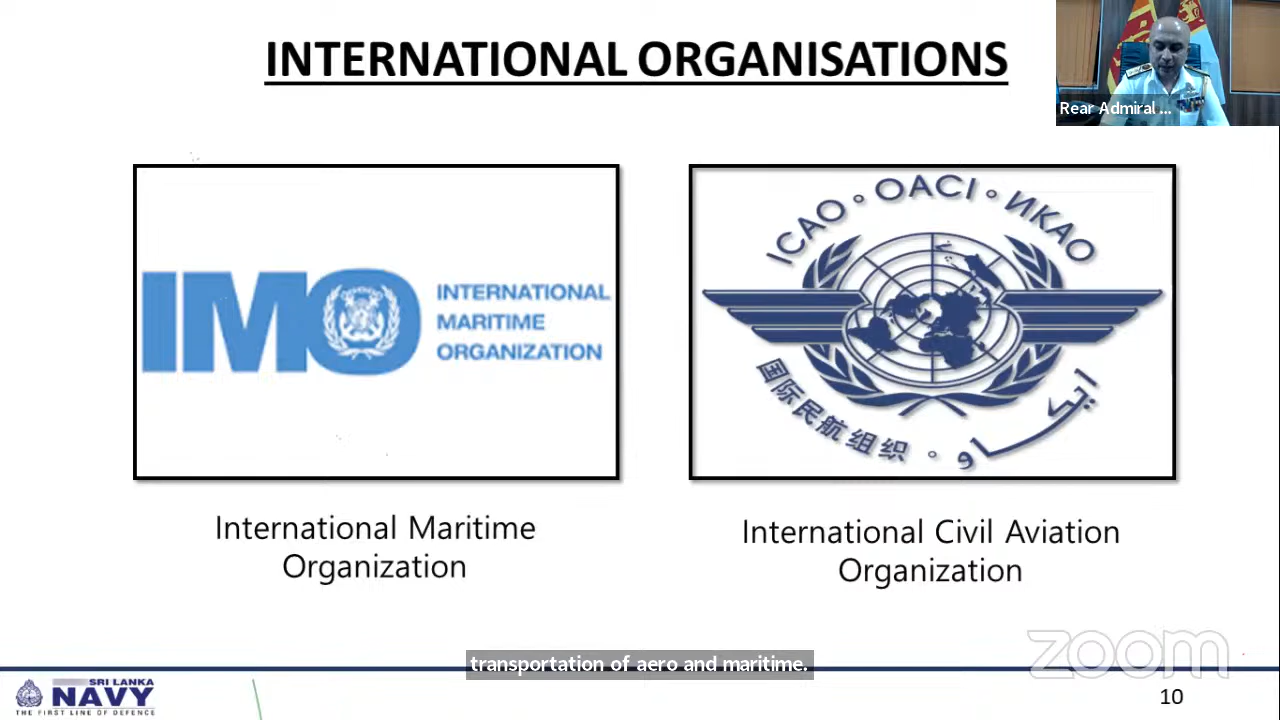 INTERNATIONAL ORGANISATIONS
Rear Admiral ...
IMO
INTERNATIONAL
MARITIME
ORGANIZATION
ICAO ° OACI ° ИКАО
国际民航组织 ° ايكاو
International Maritime
Organization
International Civil Aviation
Organization
transportation of aero and maritime.
zoom
SRI LANKA
NAVY
THE FIRST LINE OF DEFENCE
10